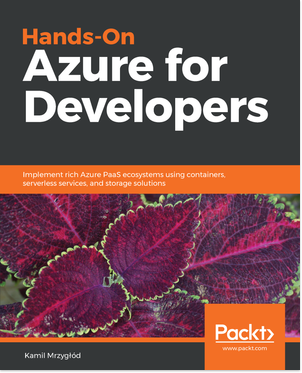 Hands-On
Azure for
Developers
Implement rich Azure PaaS ecosystems using containers,
serverless services, and storage solutions
Packt>
www.packt.com
Kamil Mrzygłód